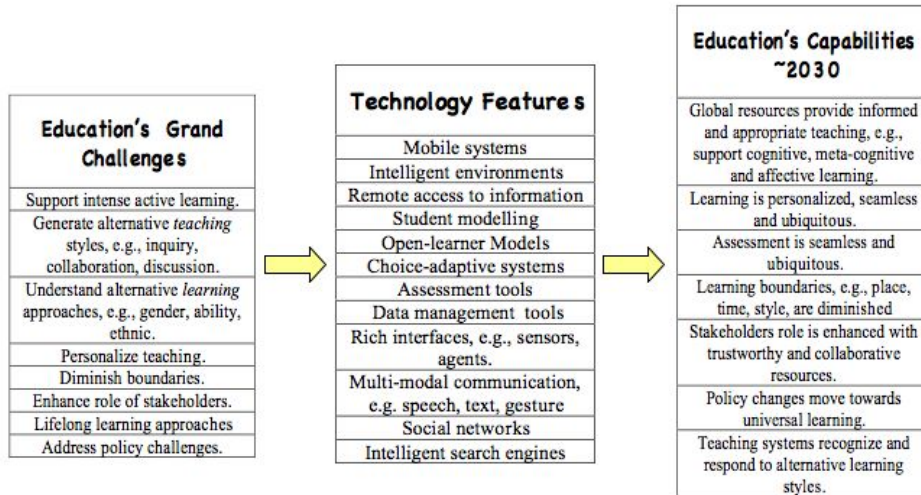 Education's Grand
Challenges
Support intense active learning.
Generate alternative teaching
styles, e.g., inquiry,
collaboration, discussion.
Understand alternative learning
approaches, e.g., gender, ability,
ethnic.
Personalize teaching.
Diminish boundaries.
Enhance role of stakeholders.
Lifelong learning approaches
Address policy challenges.
Technology Features
Mobile systems
Intelligent environments
Remote access to information
Student modelling
Open-learner Models
Choice-adaptive systems
Assessment tools
Data management tools
Rich interfaces, e.g., sensors,
agents.
Multi-modal communication,
e.g. speech, text, gesture
Social networks
Intelligent search engines
Education's Capabilities
~2030
Global resources provide informed
and appropriate teaching, e.g.,
support cognitive, meta-cognitive
and affective learning.
Learning is personalized, seamless
and ubiquitous.
Assessment is seamless and
ubiquitous.
Learning boundaries, e.g., place,
time, style, are diminished
Stakeholders role is enhanced with
trustworthy and collaborative
resources.
Policy changes move towards
universal learning.
Teaching systems recognize and
respond to alternative learning
styles.